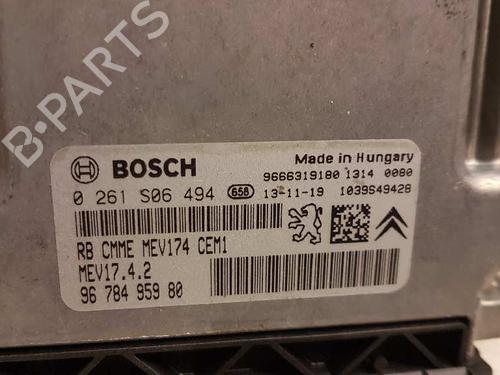 B-PARTS
BOSCH
Made in Hungary
9666319180 1314 0080
0 261 S06 494 658 13-11-19 1039S49428
RB CMME MEV174 CEM1
MEV17.4.2
96 784 959 80